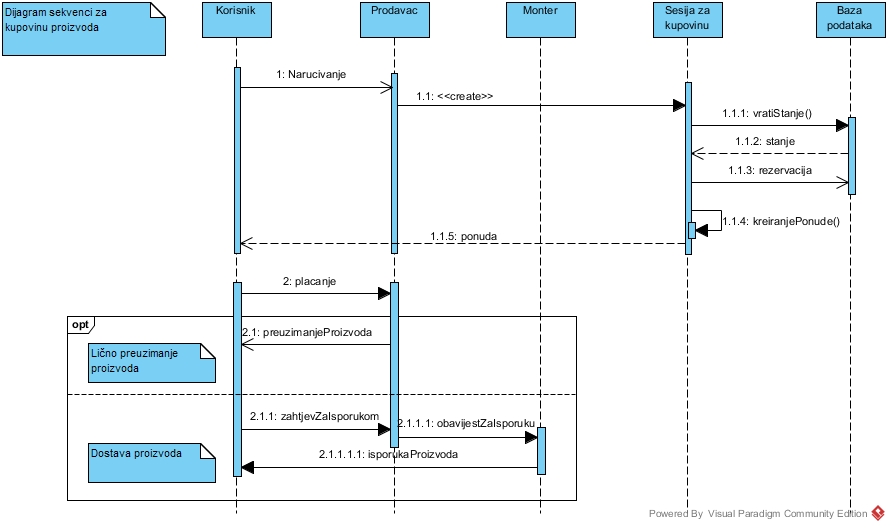 Dijagram sekvenci za
kupovinu proizvoda
Korisnik
Prodavac
Monter
Sesija za
kupovinu
Baza
podataka
1: Narucivanje
1.1: <<create>>
1.1.1: vratiStanje()
1.1.2: stanje
1.1.3: rezervacija
1.1.4: kreiranjePonude()
1.1.5: ponuda
2: placanje
opt
2.1: preuzimanjeProizvoda
Lično preuzimanje
proizvoda
2.1.1: zahtjevZaIsporukom
2.1.1.1: obavijestZaIsporuku
Dostava proizvoda
2.1.1.1.1: isporukaProizvoda
Powered By Visual Paradigm Community Edition